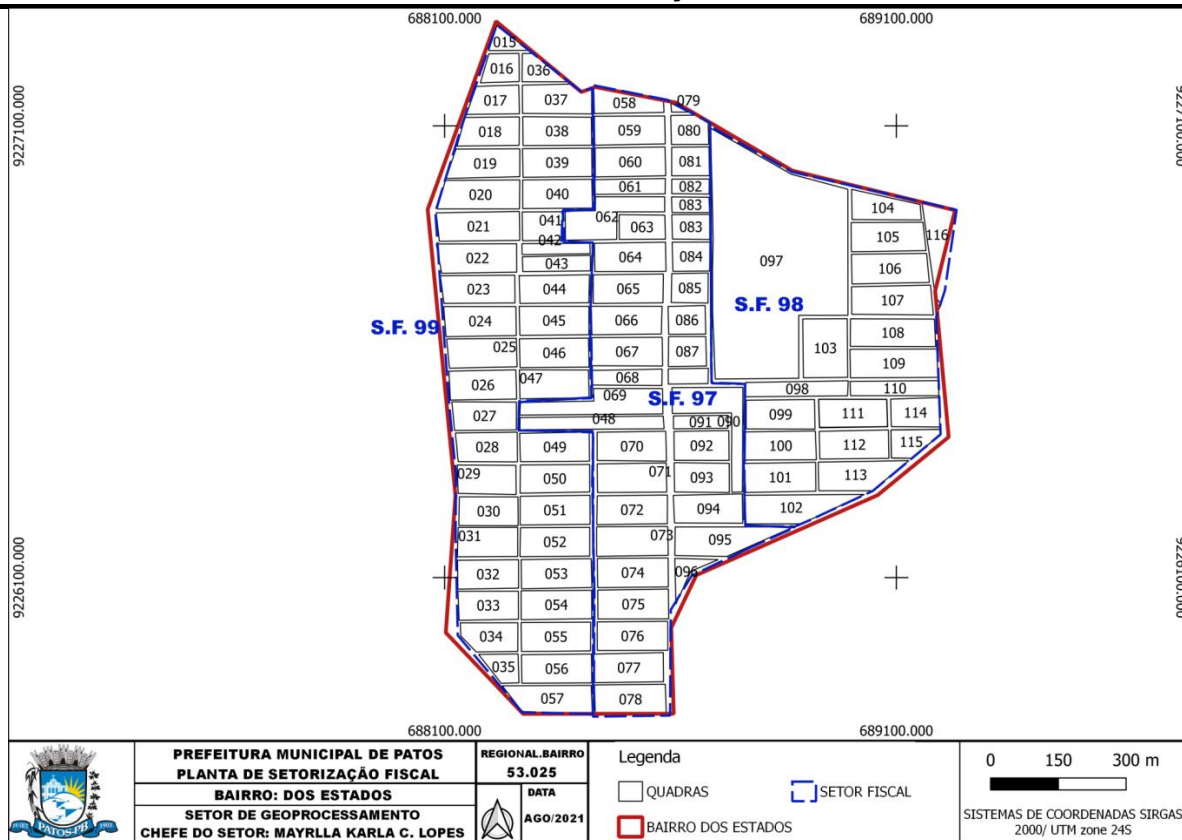 688100.000 689100.000
9227100.000
9226100.000
015
016 036
017 037 058 079
018 038 059 080
019 039 060 081
020 040 061 082
083
021 041 062 063 083
042
022 043 064 084 097
023 044 065 085
024 045 066 086
025 046 067 087
026 047 068
069
027 048 091 090
028 049 070 092
029 050 071 093
030 051 072 094
031 052 073 095
032 053 074 096
033 054 075
034 055 076
035 056 077
057 078
104
105 116
106
107
103 108
109
098 110
099 111 114
100 112 115
101 113
102
S.F. 99
S.F. 98
S.F. 97
688100.000 689100.000
PREFEITURA MUNICIPAL DE PATOS
PLANTA DE SETORIZAÇÃO FISCAL
BAIRRO: DOS ESTADOS
SETOR DE GEOPROCESSAMENTO
CHEFE DO SETOR: MAYRLLA KARLA C. LOPES
REGIONAL.BAIRRO
53.025
DATA
AGO/2021
PATOS-PB
1903
Legenda
QUADRAS
SETOR FISCAL
BAIRRO DOS ESTADOS
0 150 300 m
SISTEMAS DE COORDENADAS SIRGAS
2000/ UTM zone 24S